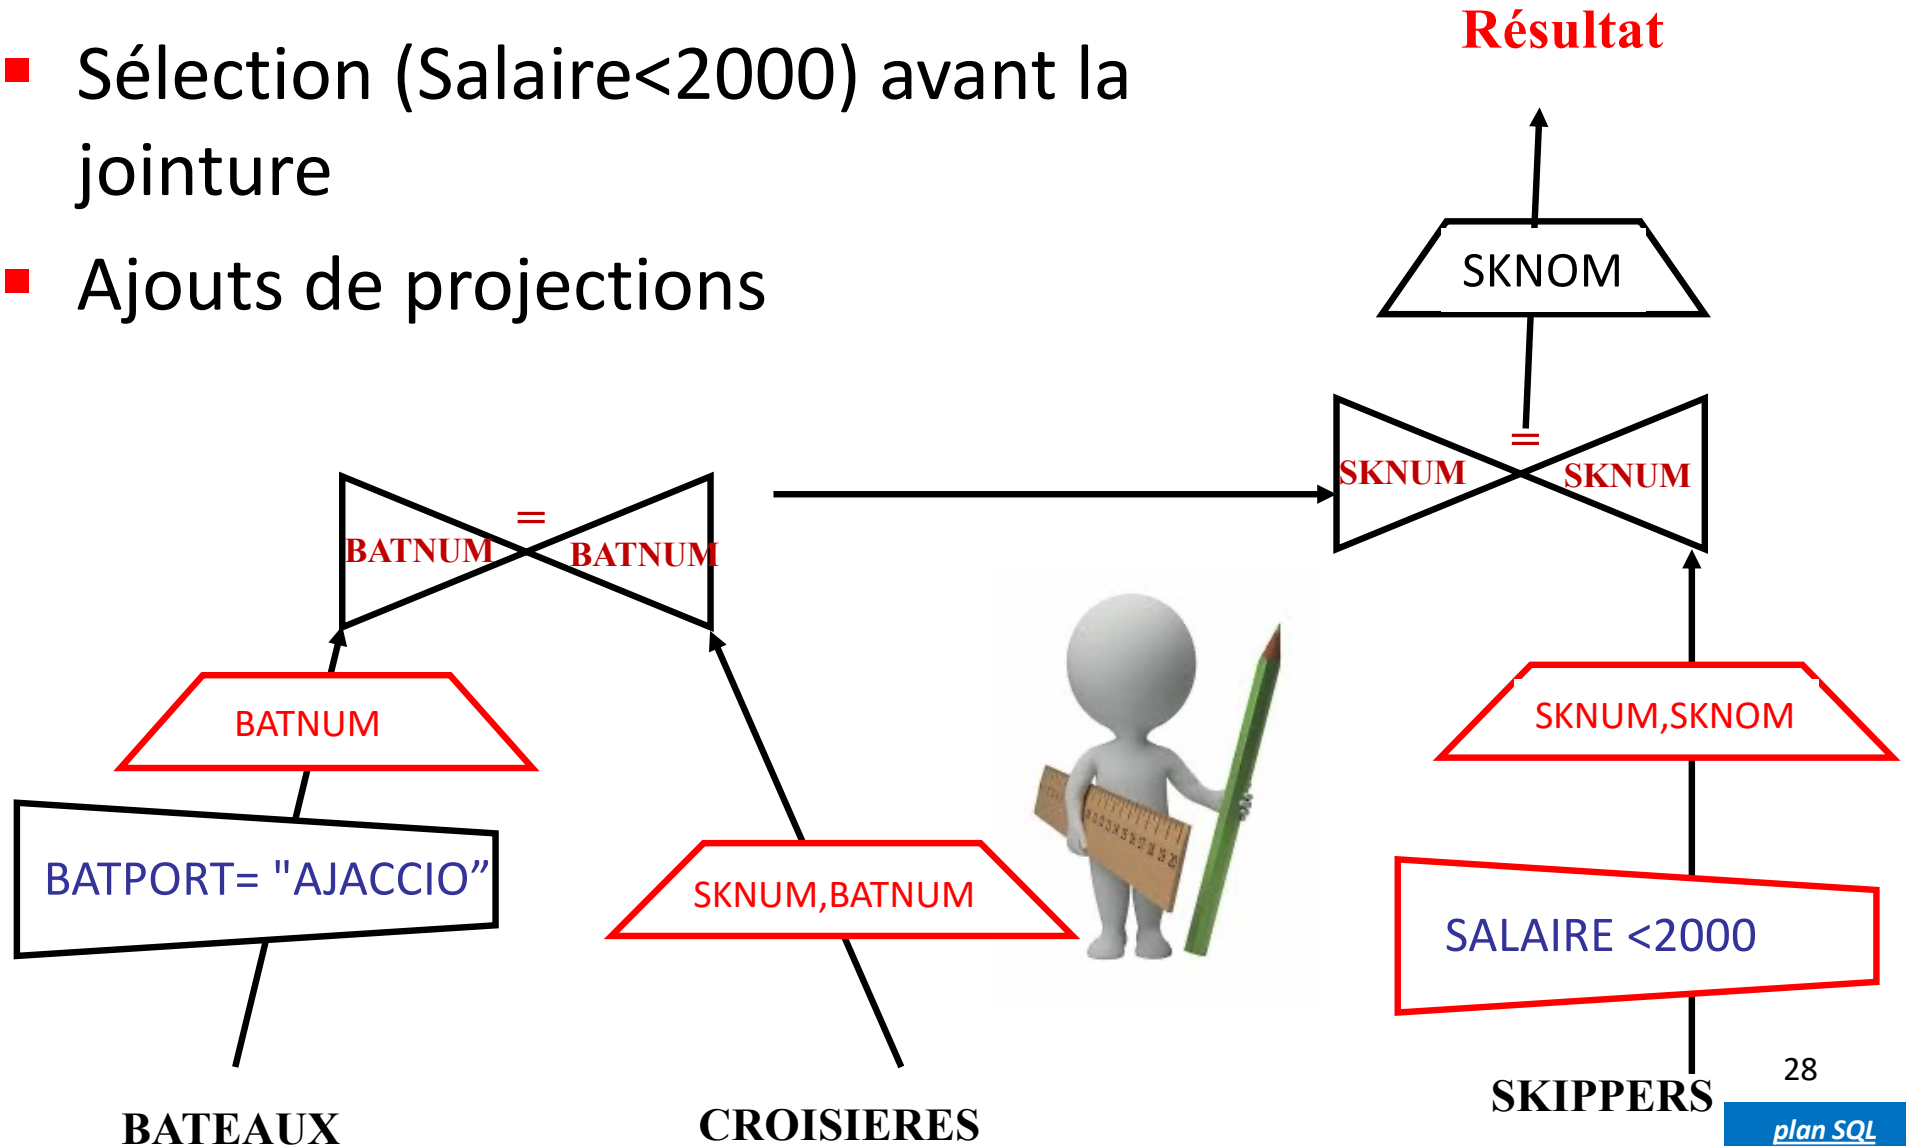 Résultat
Sélection (Salaire<2000) avant la
jointure
Ajouts de projections
SKNOM
=
SKNUM SKNUM
=
BATNUM BATNUM
BATNUM
SKNUM,SKNOM
BATPORT= "AJACCIO”
SKNUM,BATNUM
SALAIRE <2000
BATEAUX
CROISIERES
SKIPPERS
28
plan SQL